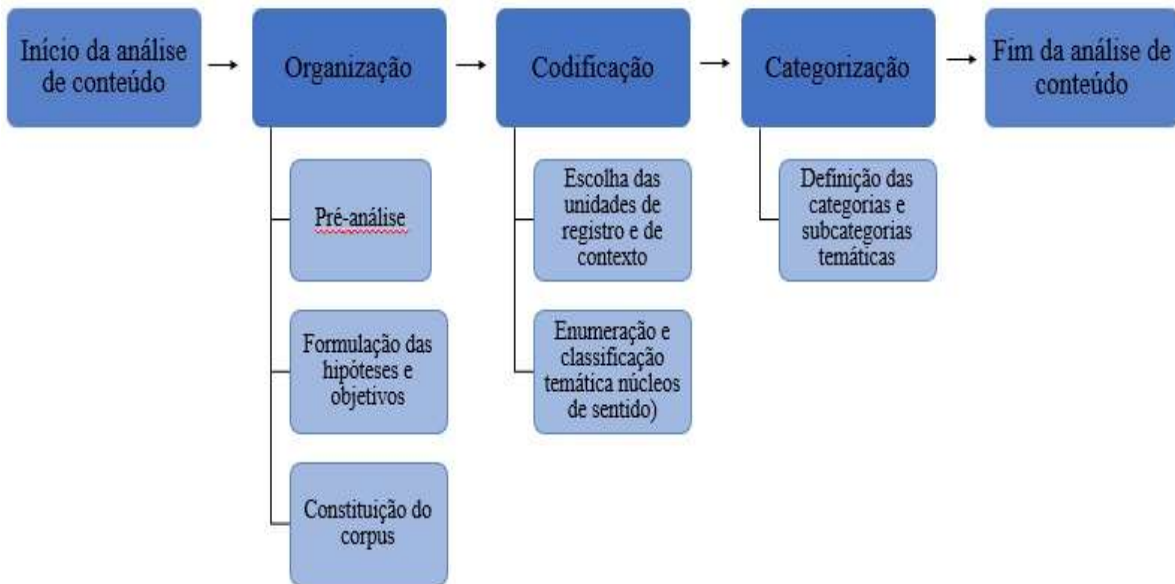 Início da análise
de conteúdo
Organização
Codificação
Categorização
Fim da análise de
conteúdo
Pré-análise
Formulação das
hipóteses e
objetivos
Constituição do
corpus
Escolha das
unidades de
registro e de
contexto
Enumeração e
classificação
temática núcleos
de sentido)
Definição das
categorias e
subcategorias
temáticas